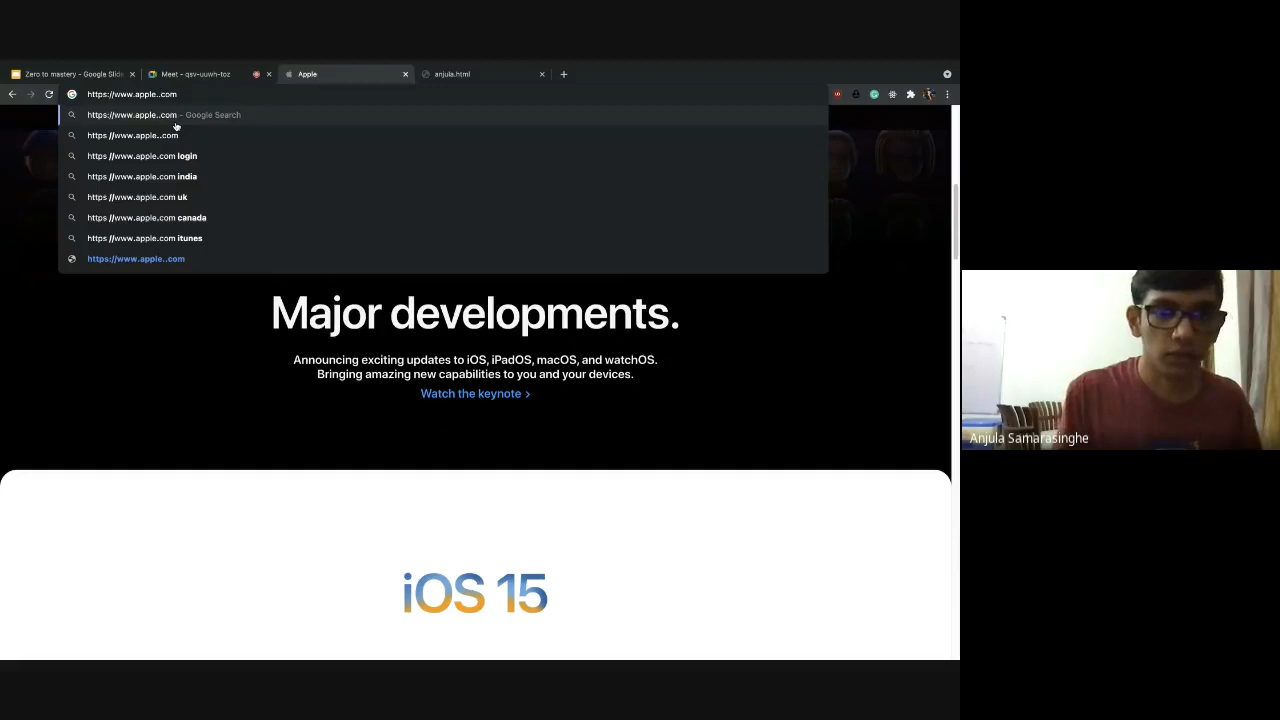 Zero to mastery - Google Slide
Meet - qsv-uuwh-toz
Apple
anjula.html
https://www.apple..com
https://www.apple..com - Google Search
https //www.apple..com
https //www.apple.com login
https //www.apple.com india
https //www.apple.com uk
https //www.apple.com canada
https //www.apple.com itunes
https://www.apple..com
Major developments.
Announcing exciting updates to iOS, iPadOS, macOS, and watchOS.
Bringing amazing new capabilities to you and your devices.
Watch the keynote >
iOS 15
Anjula Samarasinghe